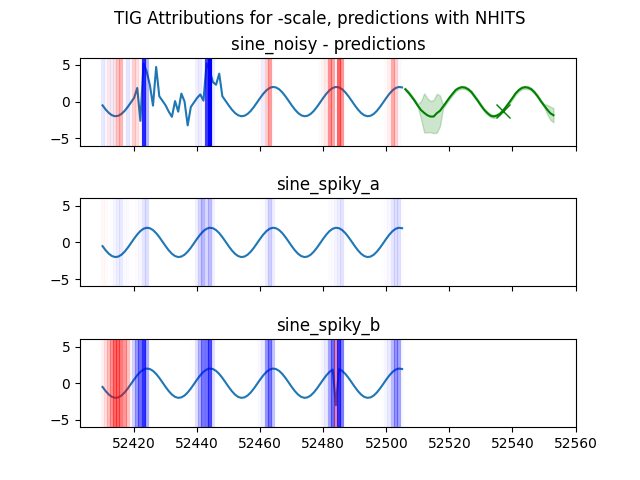 TIG Attributions for -scale, predictions with NHITS
sine_noisy - predictions
5
0
−5
sine_spiky_a
5
0
−5
sine_spiky_b
5
0
−5
52420 52440 52460 52480 52500 52520 52540 52560